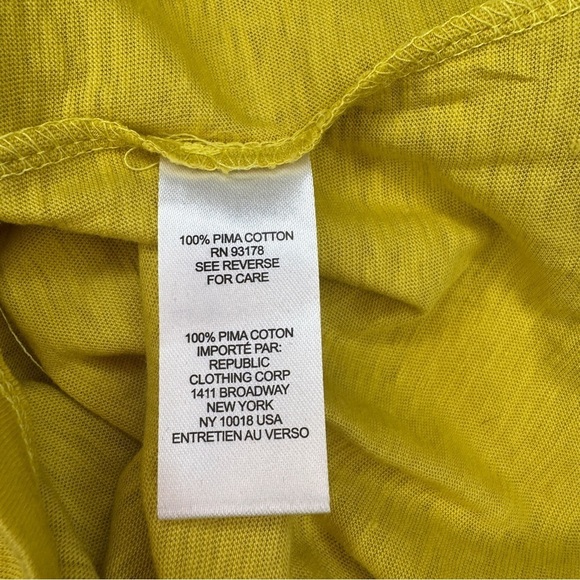 100% PIMA COTTON
RN 93178
SEE REVERSE
FOR CARE
100% PIMA COTON
IMPORTÉ PAR:
REPUBLIC
CLOTHING CORP
1411 BROADWAY
NEW YORK
NY 10018 USA
ENTRETIEN AU VERSO